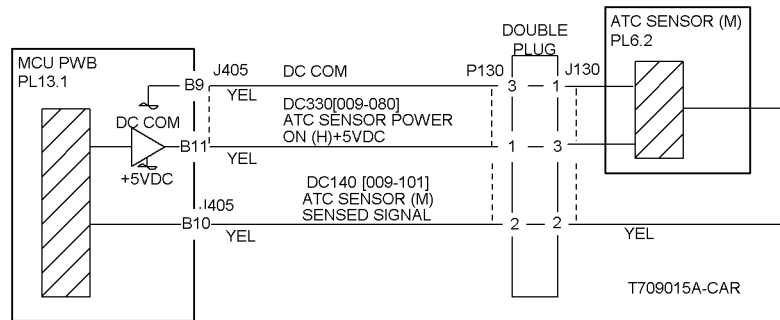 DOUBLE
PLUG
ATC SENSOR (M)
PL6.2
MCU PWB
PL13.1
J405
DC COM
P130
J130
B9
YEL
3
1
DC330[009-080]
ATC SENSOR POWER
ON (H)+5VDC
DC COM
B11
YEL
1
3
+5VDC
DC140 [009-101]
ATC SENSOR (M)
SENSED SIGNAL
J405
B10
YEL
2
2
YEL
T709015A-CAR